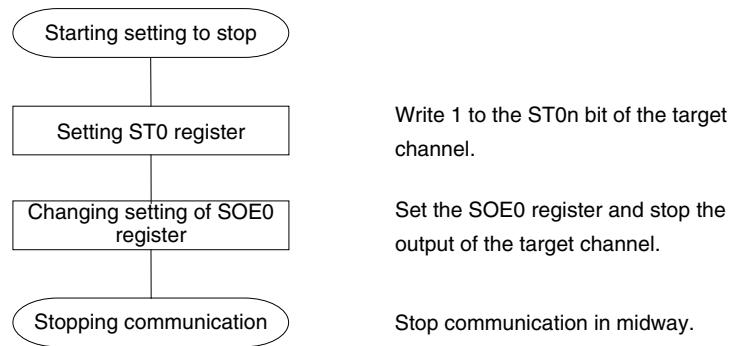 Starting setting to stop
Setting ST0 register
Write 1 to the ST0n bit of the target
channel.
Changing setting of SOE0
register
Set the SOE0 register and stop the
output of the target channel.
Stopping communication
Stop communication in midway.